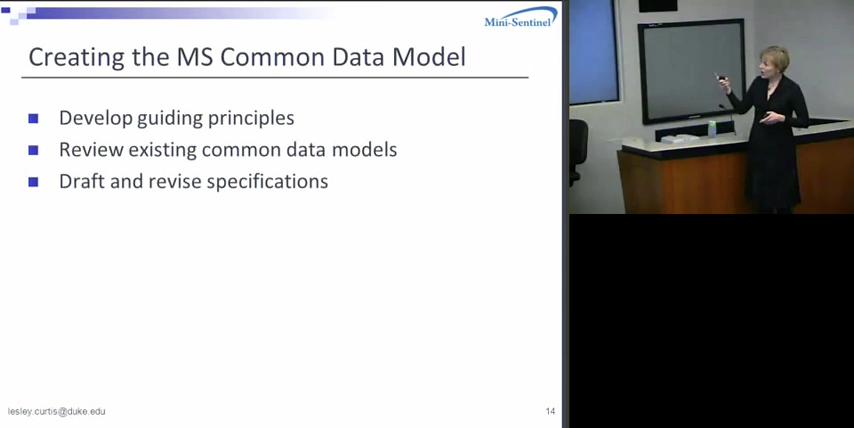 Mini-Sentinel
Creating the MS Common Data Model
Develop guiding principles
Review existing common data models
Draft and revise specifications
lesley.curtis@duke.edu
14